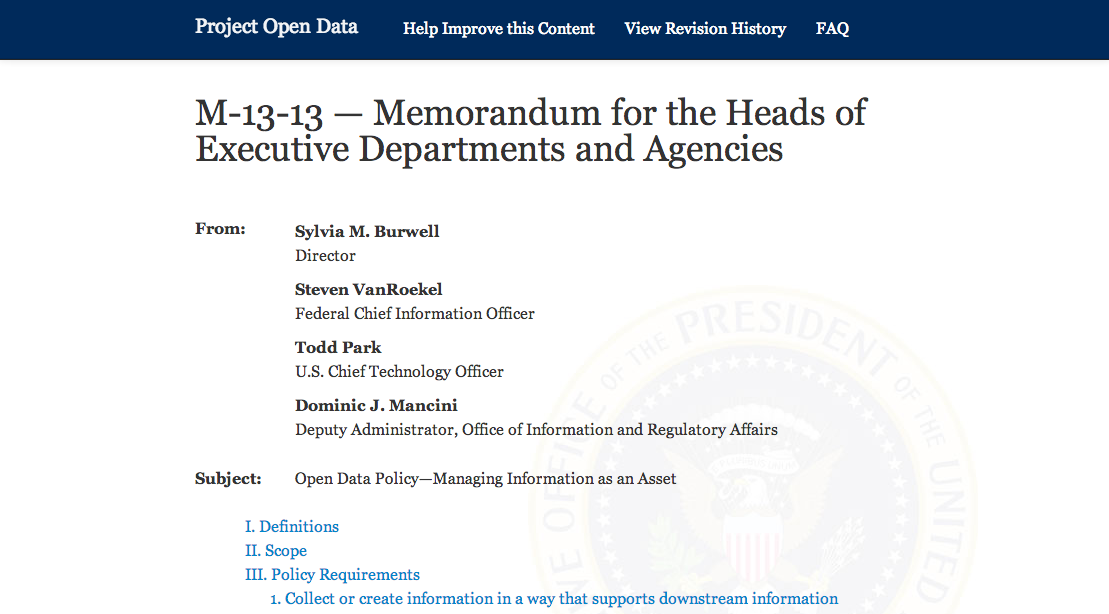 Project Open Data Help Improve this Content View Revision History FAQ
M-13-13 — Memorandum for the Heads of
Executive Departments and Agencies
From: Sylvia M. Burwell
Director
Steven VanRoekel
Federal Chief Information Officer
Todd Park
U.S. Chief Technology Officer
Dominic J. Mancini
Deputy Administrator, Office of Information and Regulatory Affairs
Subject: Open Data Policy—Managing Information as an Asset
I. Definitions
II. Scope
III. Policy Requirements
1. Collect or create information in a way that supports downstream information
OFFICE OF THE PRESIDENT OF THE UNITED